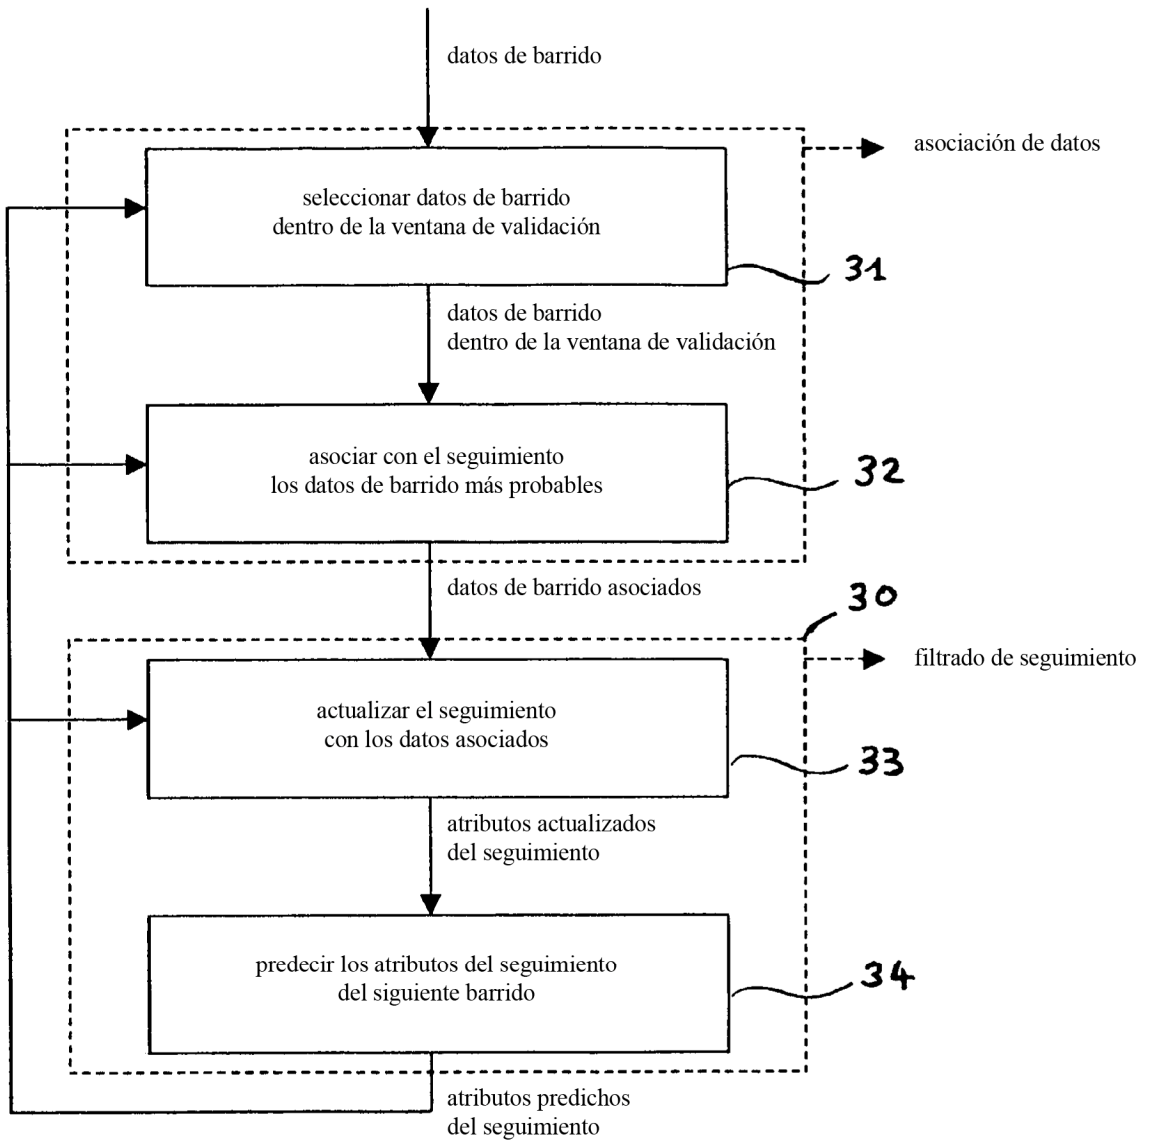 datos de barrido
asociación de datos
seleccionar datos de barrido
dentro de la ventana de validación
31
datos de barrido
dentro de la ventana de validación
asociar con el seguimiento
los datos de barrido más probables
32
datos de barrido asociados
30
filtrado de seguimiento
actualizar el seguimiento
con los datos asociados
33
atributos actualizados
del seguimiento
predecir los atributos del seguimiento
del siguiente barrido
34
atributos predichos
del seguimiento